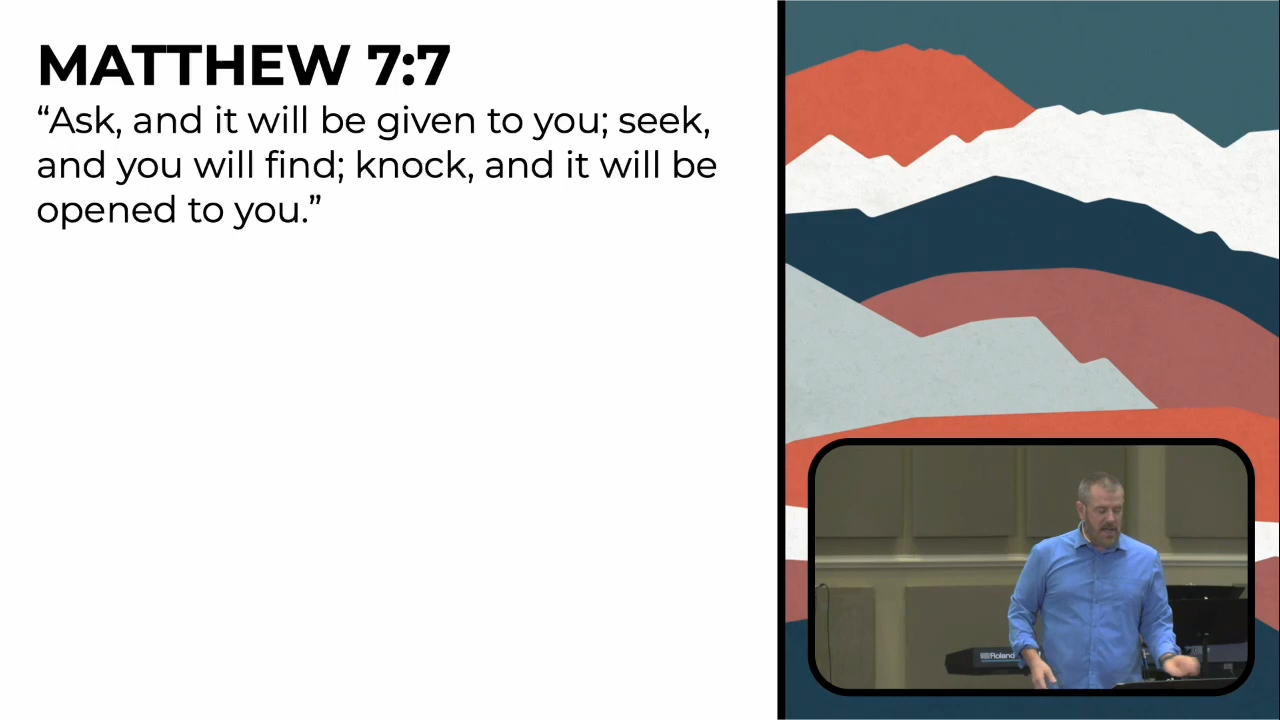 MATTHEW 7:7
“Ask, and it will be given to you; seek,
and you will find; knock, and it will be
opened to you.”
Roland